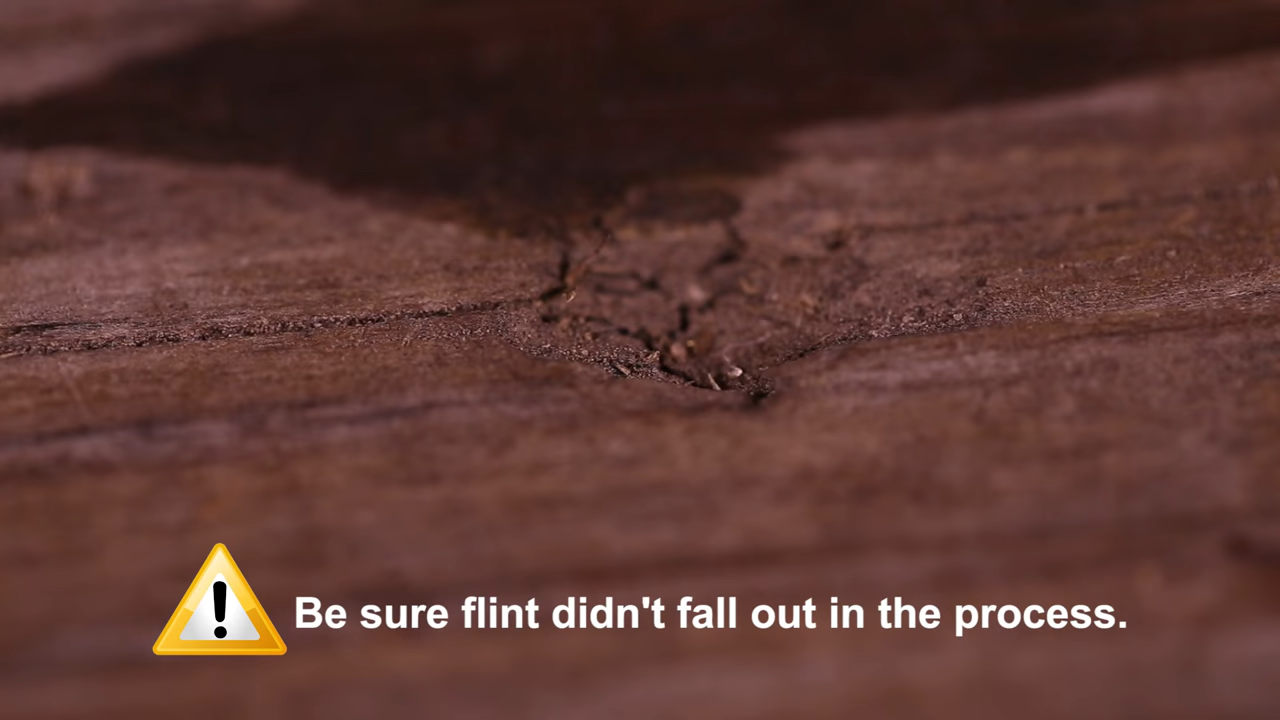 Be sure flint didn't fall out in the process.